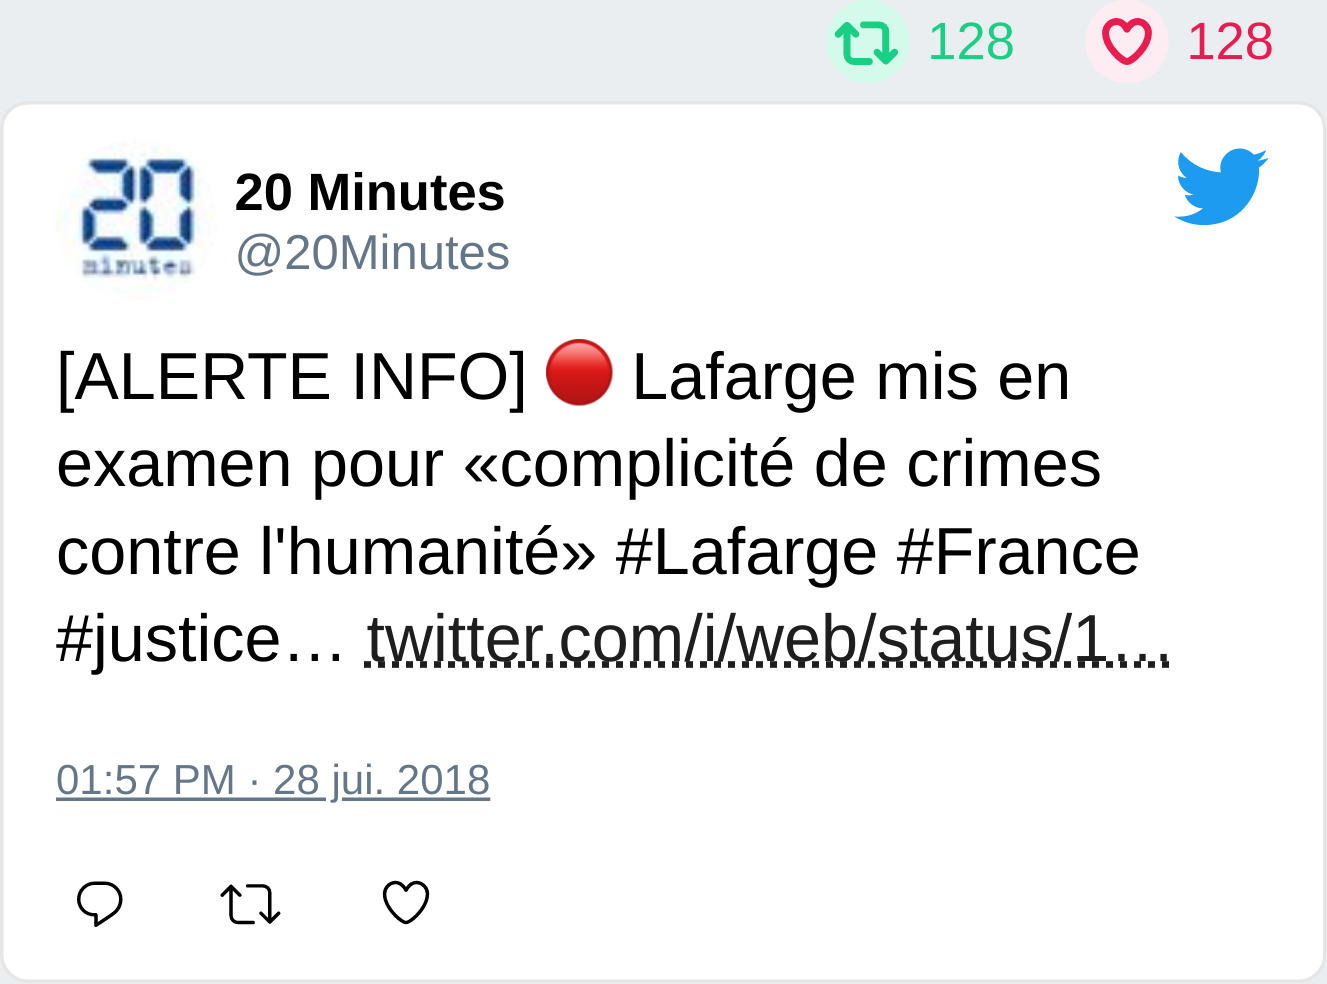 128 128
20 minutes
20 Minutes
@20Minutes
[ALERTE INFO] 🔴 Lafarge mis en
examen pour «complicité de crimes
contre l'humanité» #Lafarge #France
#justice… twitter.com/i/web/status/1…
01:57 PM · 28 jui. 2018